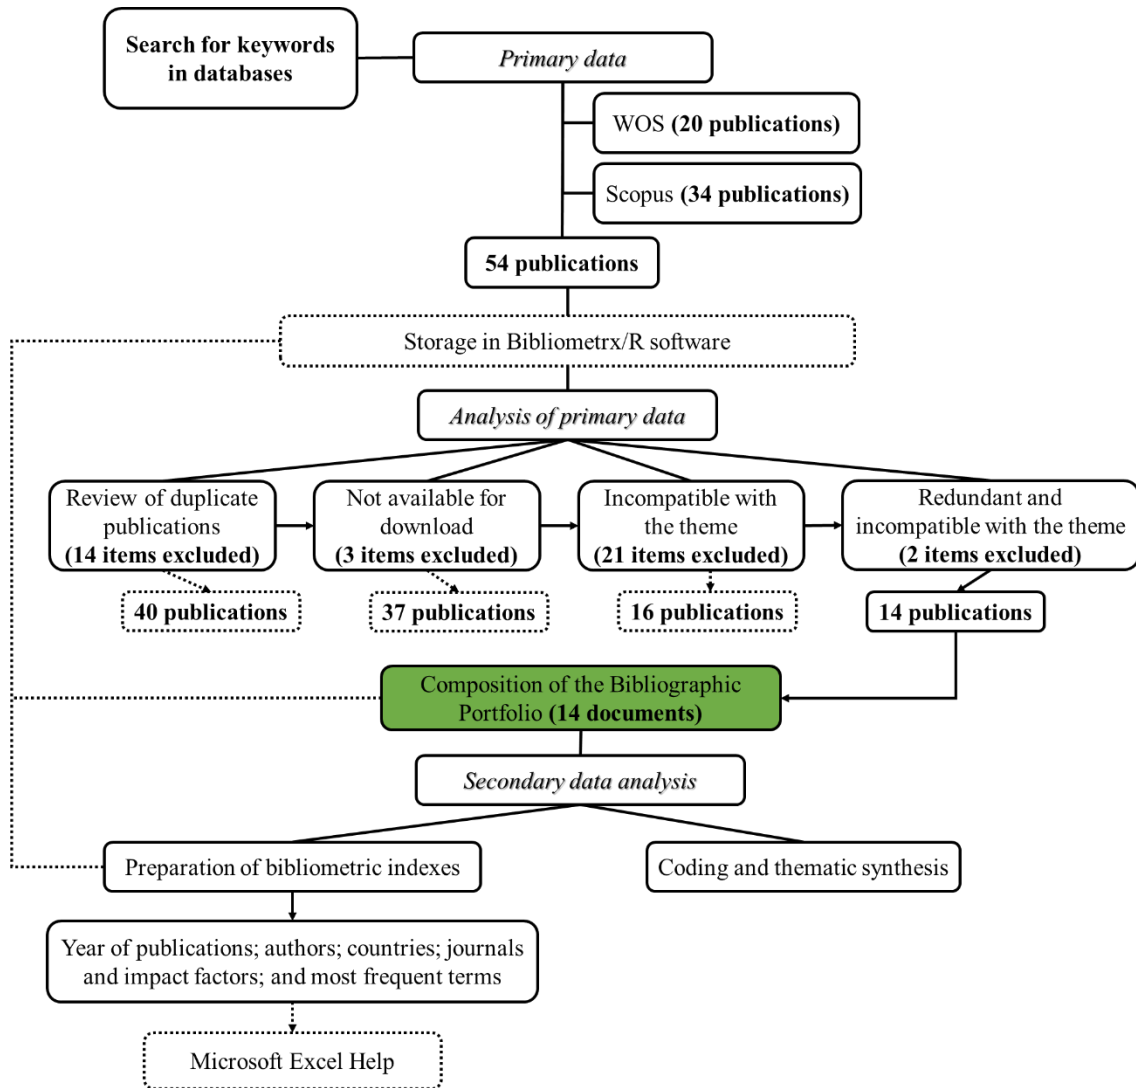 Search for keywords
in databases
Primary data
WOS (20 publications)
Scopus (34 publications)
54 publications
Storage in Bibliometrx/R software
Analysis of primary data
Review of duplicate
publications
(14 items excluded)
Not available for
download
(3 items excluded)
Incompatible with
the theme
(21 items excluded)
Redundant and
incompatible with the theme
(2 items excluded)
40 publications
37 publications
16 publications
14 publications
Composition of the Bibliographic
Portfolio (14 documents)
Secondary data analysis
Preparation of bibliometric indexes
Coding and thematic synthesis
Year of publications; authors; countries; journals
and impact factors; and most frequent terms
Microsoft Excel Help